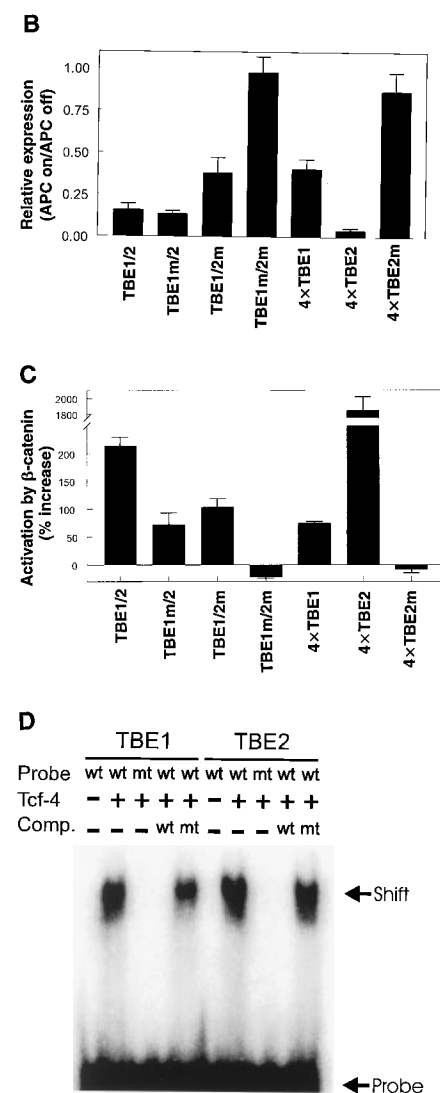 B
Relative expression
(APC on/APC off)
1.00
0.75
0.50
0.25
0.00
TBE1/2
TBE1m/2
TBE1/2m
TBE1m/2m
4×TBE1
4×TBE2
4×TBE2m
C
Activation by β-catenin
(% increase)
2000
1800
200
150
100
50
0
TBE1/2
TBE1m/2
TBE1/2m
TBE1m/2m
4×TBE1
4×TBE2
4×TBE2m
D
TBE1 TBE2
Probe wt wt mt wt wt wt wt mt wt wt
Tcf-4 – + + + + – + + + +
Comp. – – – wt mt – – – wt mt
Shift
Probe